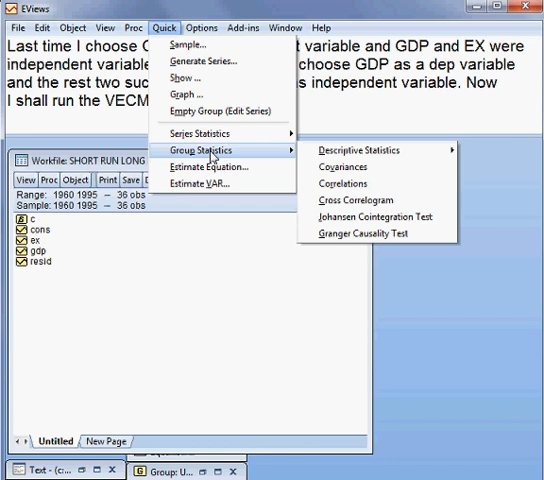 EViews
File Edit Object View Proc Quick Options Add-ins Window Help
Last time I choose C t variable and GDP and EX were
independent variable choose GDP as a dep variable
and the rest two suc s independent variable. Now
I shall run the VECM
Sample...
Generate Series...
Show ...
Graph ...
Empty Group (Edit Series)
Series Statistics
Group Statistics
Estimate Equation...
Estimate VAR...
Descriptive Statistics
Covariances
Correlations
Cross Correlogram
Johansen Cointegration Test
Granger Causality Test
Workfile: SHORT RUN LONG
View Proc Object Print Save D
Range: 1960 1995 – 36 obs
Sample: 1960 1995 – 36 obs
c
cons
ex
gdp
resid
Untitled New Page
Text - (c:...
Group: U...